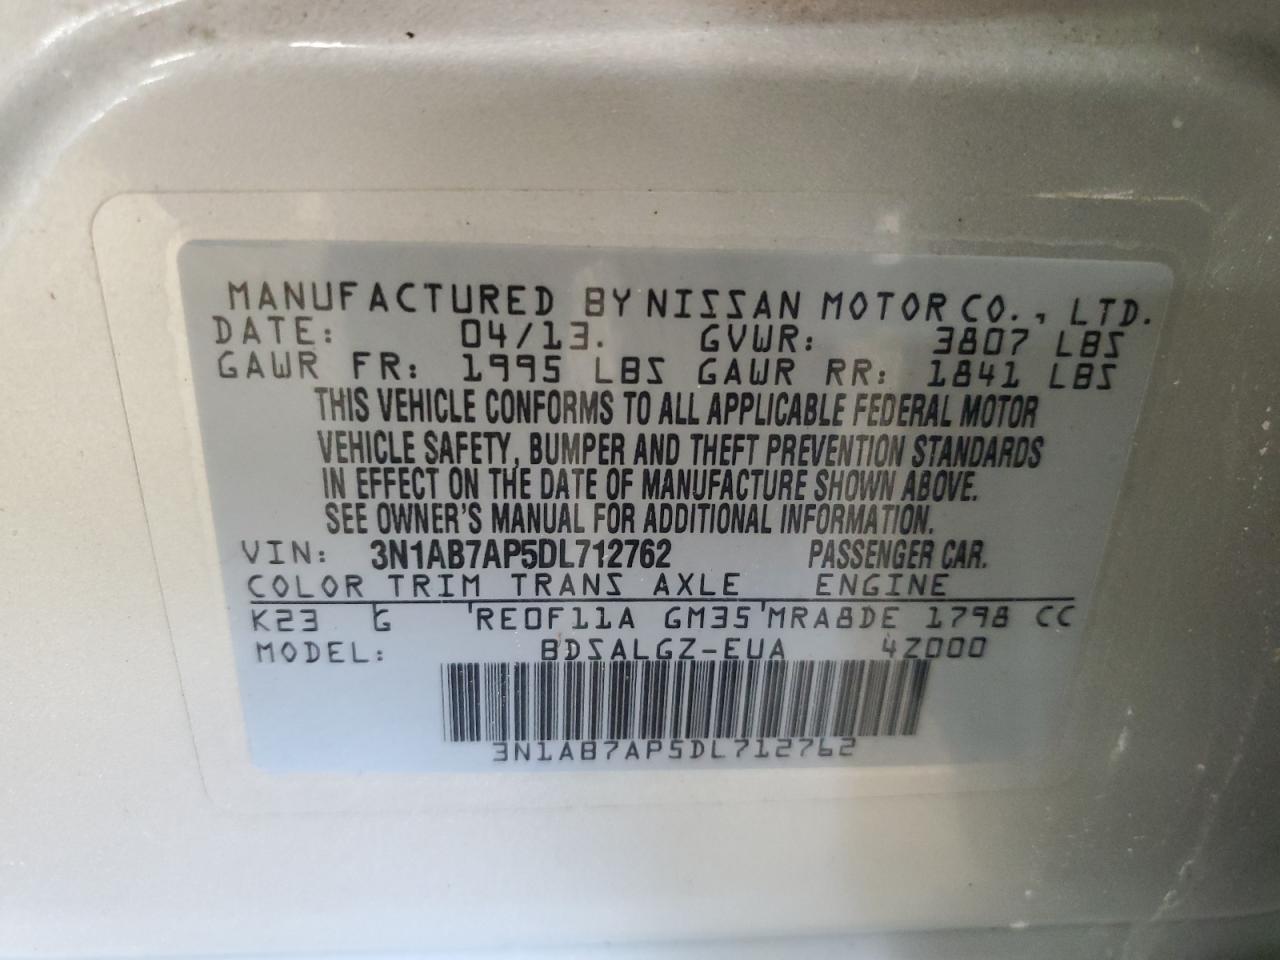 MANUFACTURED BY NISSAN MOTOR CO., LTD.
DATE: 04/13. GVWR: 3807 LBS
GAWR FR: 1995 LBS GAWR RR: 1841 LBS
THIS VEHICLE CONFORMS TO ALL APPLICABLE FEDERAL MOTOR
VEHICLE SAFETY, BUMPER AND THEFT PREVENTION STANDARDS
IN EFFECT ON THE DATE OF MANUFACTURE SHOWN ABOVE.
SEE OWNER'S MANUAL FOR ADDITIONAL INFORMATION.
VIN: 3N1AB7AP5DL712762 PASSENGER CAR.
COLOR TRIM TRANS AXLE ENGINE
K23 G 'RE0F11A GM35'MRA8DE 1798 CC
MODEL: BDSALGZ-EUA 4Z000
3N1AB7AP5DL712762